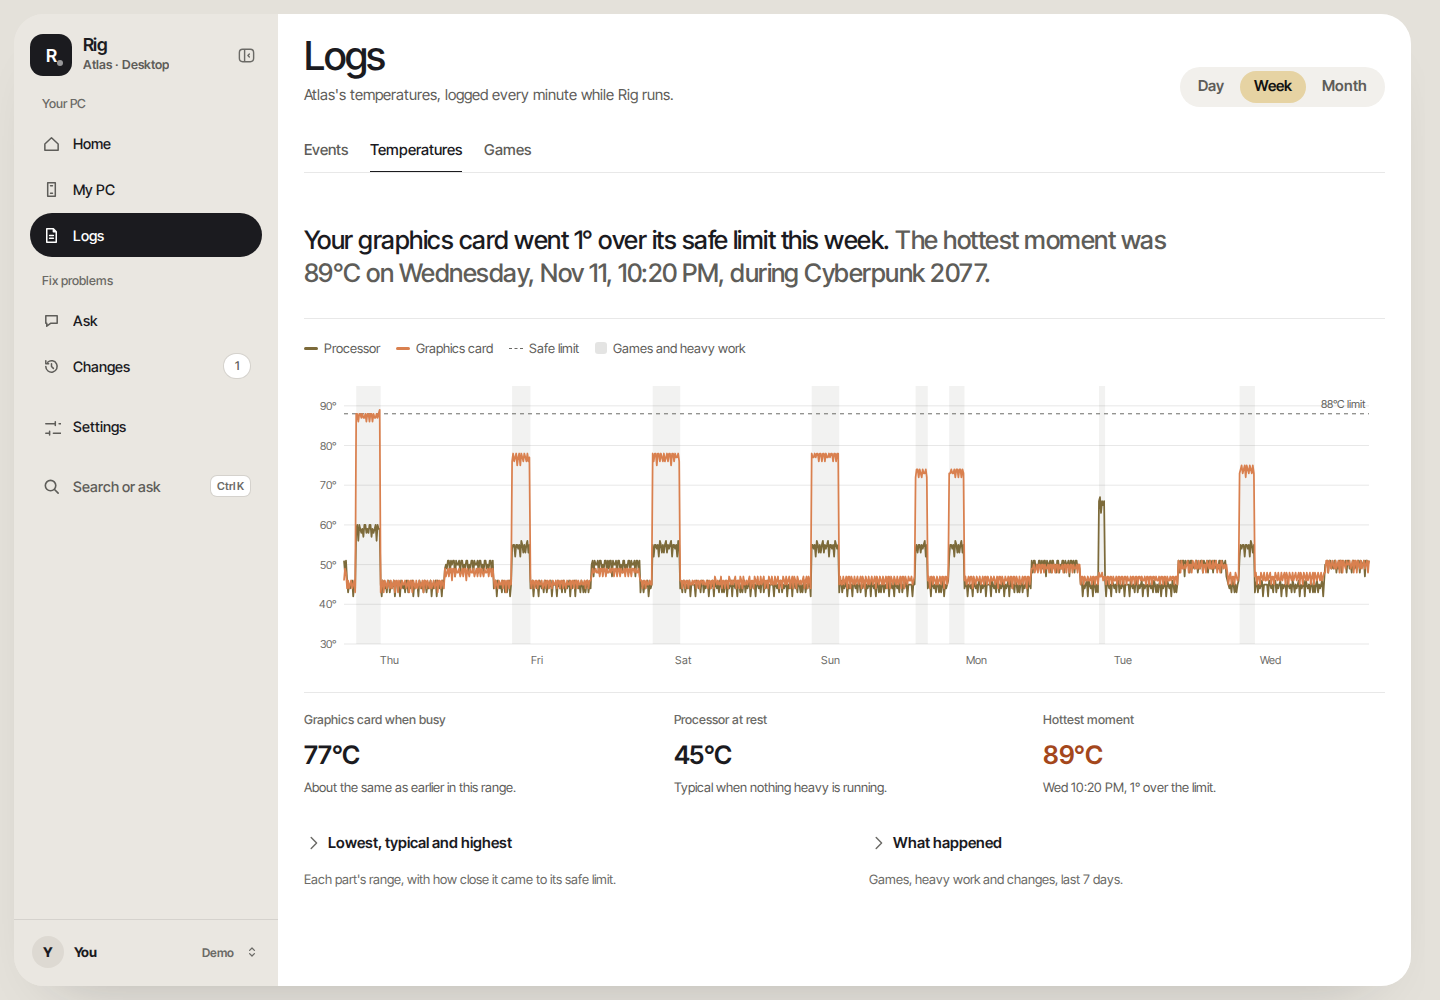 R
Rig
Atlas · Desktop
Your PC
Home
My PC
Logs
Fix problems
Ask
Changes
1
Settings
Search or ask
Ctrl K
Y
You
Demo
Logs
Atlas's temperatures, logged every minute while Rig runs.
Day
Week
Month
Events
Temperatures
Games
Your graphics card went 1° over its safe limit this week. The hottest moment was
89°C on Wednesday, Nov 11, 10:20 PM, during Cyberpunk 2077.
Processor
Graphics card
Safe limit
Games and heavy work
90°
88°C limit
80°
70°
60°
50°
40°
30°
Thu
Fri
Sat
Sun
Mon
Tue
Wed
Graphics card when busy
77°C
About the same as earlier in this range.
Processor at rest
45°C
Typical when nothing heavy is running.
Hottest moment
89°C
Wed 10:20 PM, 1° over the limit.
Lowest, typical and highest
Each part's range, with how close it came to its safe limit.
What happened
Games, heavy work and changes, last 7 days.